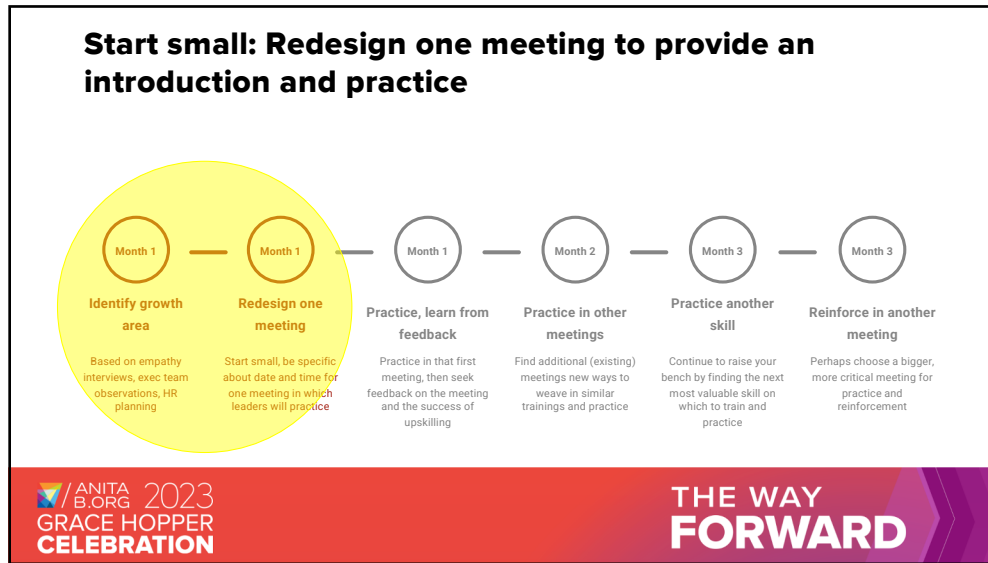 Start small: Redesign one meeting to provide an
introduction and practice
Month 1
Identify growth
area
Based on empathy
interviews, exec team
observations, HR
planning
Month 1
Redesign one
meeting
Start small, be specific
about date and time for
one meeting in which
leaders will practice
Month 1
Practice, learn from
feedback
Practice in that first
meeting, then seek
feedback on the meeting
and the success of
upskilling
Month 2
Practice in other
meetings
Find additional (existing)
meetings new ways to
weave in similar
trainings and practice
Month 3
Practice another
skill
Continue to raise your
bench by finding the next
most valuable skill on
which to train and
practice
Month 3
Reinforce in another
meeting
Perhaps choose a bigger,
more critical meeting for
practice and
reinforcement
ANITA
B.ORG 2023
GRACE HOPPER
CELEBRATION
THE WAY
FORWARD